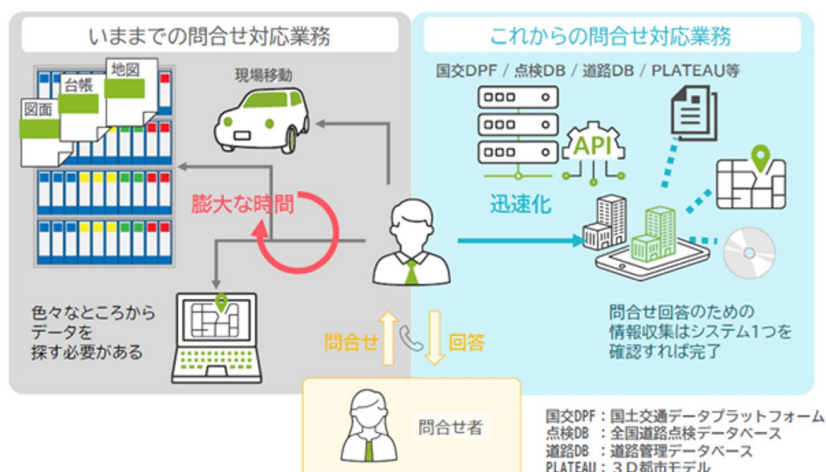 いままでの問合せ対応業務
これからの問合せ対応業務
地図
台帳
図面
現場移動
膨大な時間
色々なところから
データを
探す必要がある
国交DPF / 点検DB / 道路DB / PLATEAU等
API
迅速化
問合せ回答のための
情報収集はシステム1つを
確認すれば完了
問合せ
回答
問合せ者
国交DPF：国土交通データプラットフォーム
点検DB ：全国道路点検データベース
道路DB ：道路管理データベース
PLATEAU：３Ｄ都市モデル